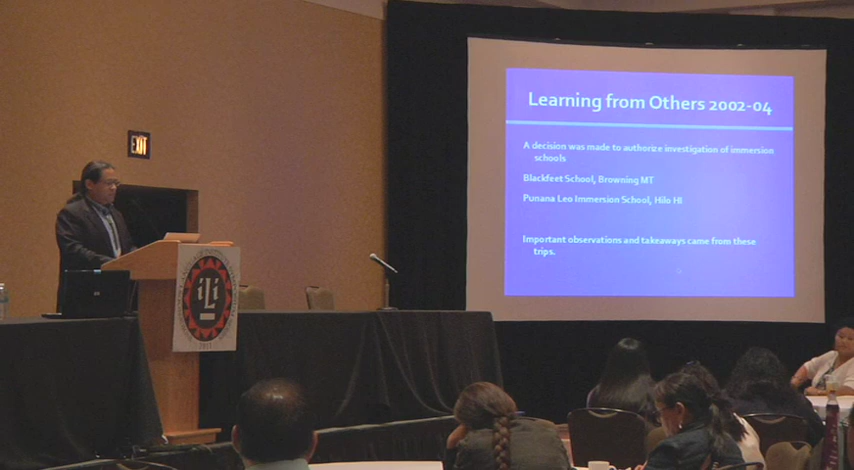 Learning from Others 2002-04
A decision was made to authorize investigation of immersion
schools
Blackfeet School, Browning MT
Punana Leo Immersion School, Hilo HI
Important observations and takeaways came from these
trips.
EXIT
iLi